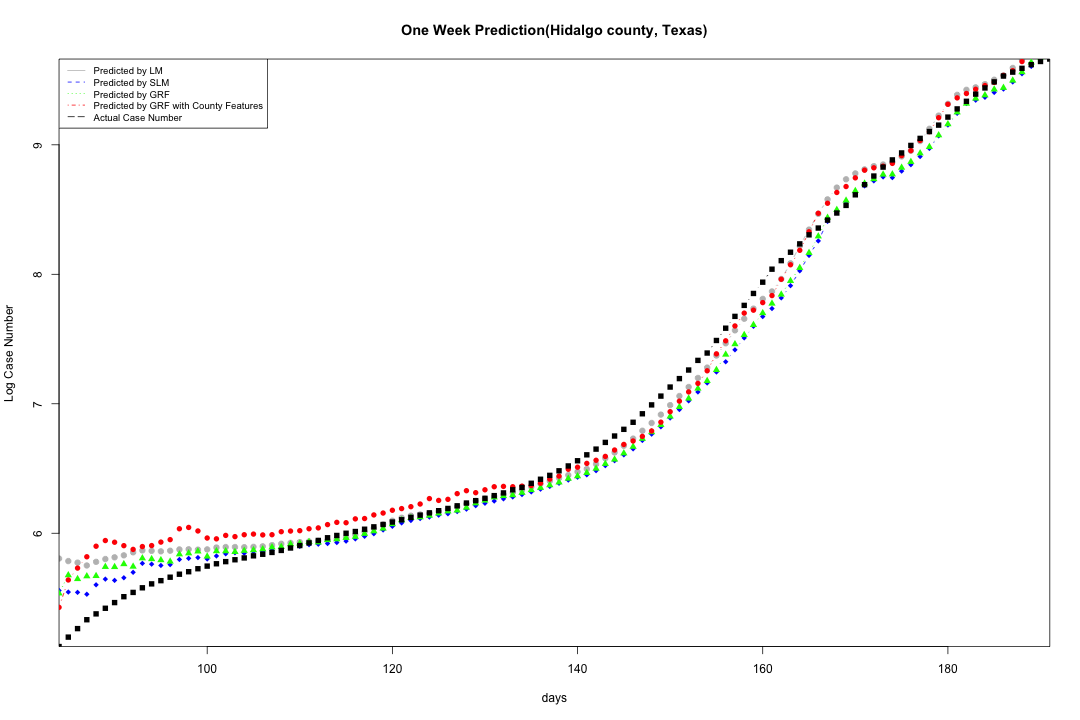 One Week Prediction(Hidalgo county, Texas)
Predicted by LM
Predicted by SLM
Predicted by GRF
Predicted by GRF with County Features
Actual Case Number
Log Case Number
9
8
7
6
100 120 140 160 180
days